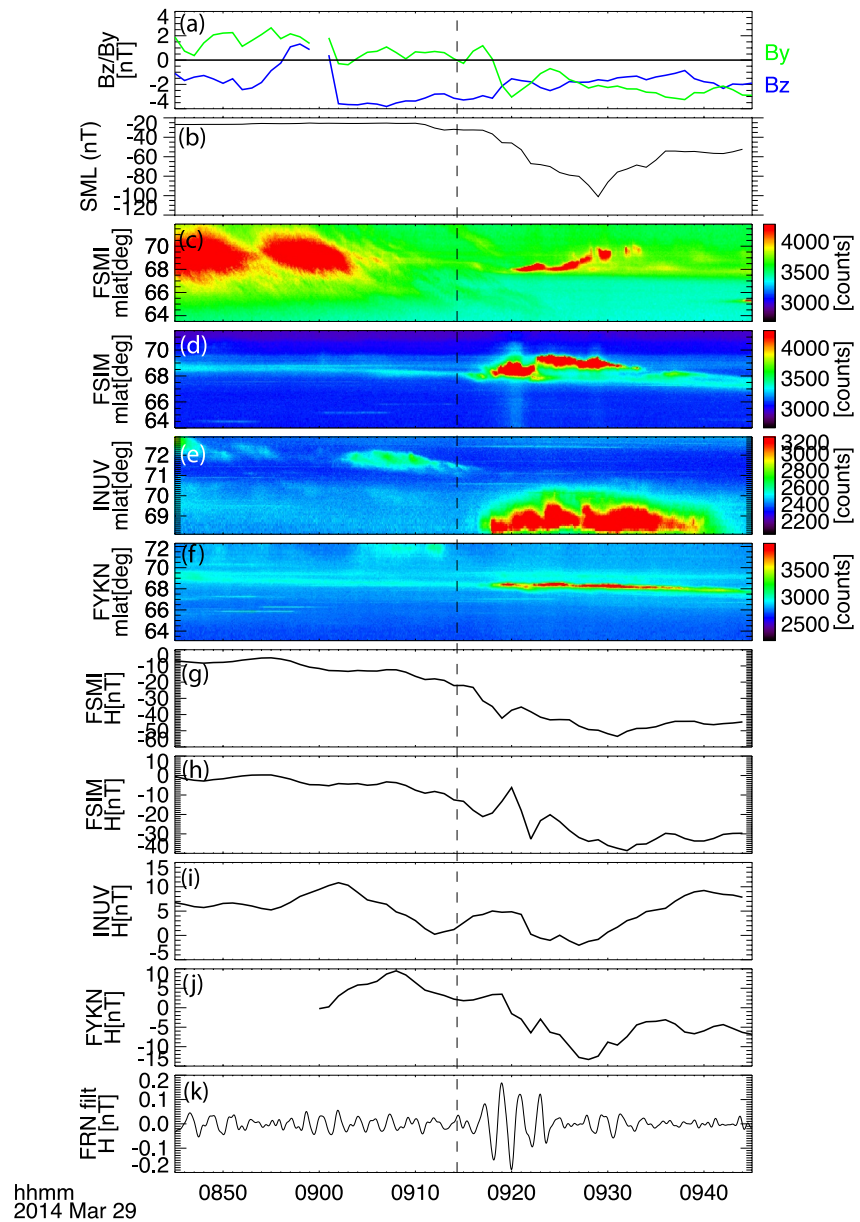 (a)
4
2
0
-2
-4
Bz/By
[nT]
By
Bz
(b)
-20
-40
-60
-80
-100
-120
SML (nT)
(c)
70
68
66
64
FSMI
mlat[deg]
4000
3500
3000
[counts]
(d)
70
68
66
64
FSIM
mlat[deg]
4000
3500
3000
[counts]
(e)
72
71
70
69
INUV
mlat[deg]
3200
3000
2800
2600
2400
2200
[counts]
(f)
72
70
68
66
64
FYKN
mlat[deg]
3500
3000
2500
[counts]
(g)
0
-10
-20
-30
-40
-50
-60
FSMI
H[nT]
(h)
10
0
-10
-20
-30
-40
FSIM
H[nT]
(i)
15
10
5
0
-5
INUV
H[nT]
(j)
10
5
0
-5
-10
-15
FYKN
H[nT]
(k)
0.2
0.1
0.0
-0.1
-0.2
FRN filt
H [nT]
hhmm
2014 Mar 29
0850 0900 0910 0920 0930 0940